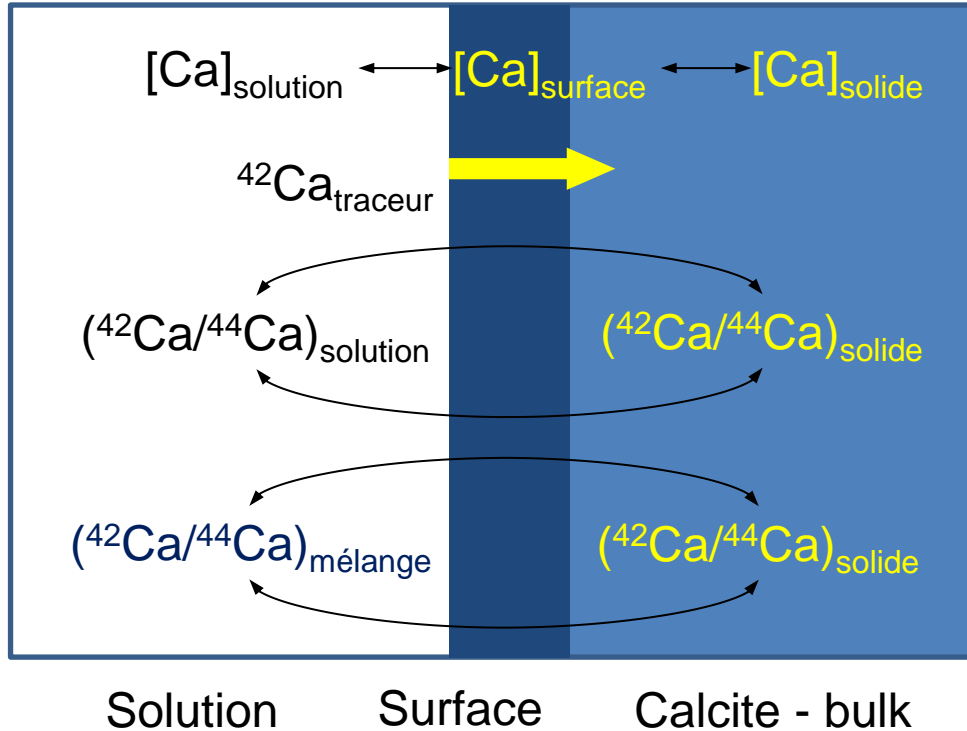 [Ca]solution [Ca]surface [Ca]solide
⁴²Catraceur
(⁴²Ca/⁴⁴Ca)solution (⁴²Ca/⁴⁴Ca)solide
(⁴²Ca/⁴⁴Ca)mélange (⁴²Ca/⁴⁴Ca)solide
Solution Surface Calcite - bulk